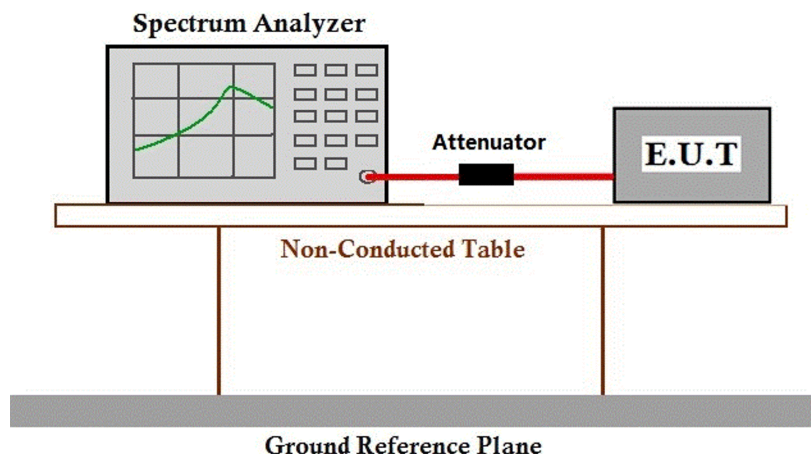 Spectrum Analyzer
Attenuator
E.U.T
Non-Conducted Table
Ground Reference Plane